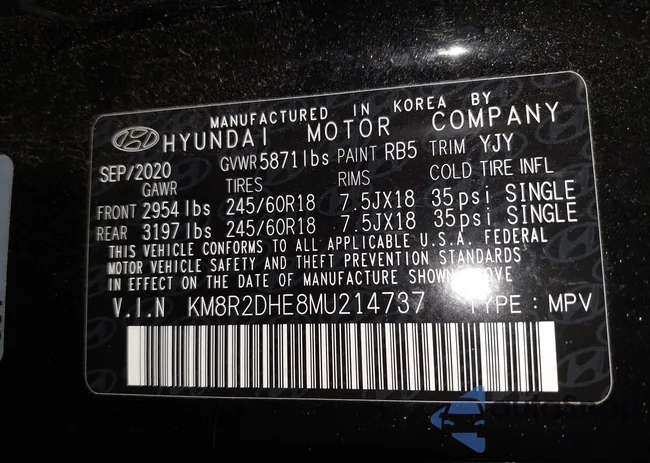 MANUFACTURED IN KOREA BY
HYUNDAI MOTOR COMPANY
SEP/2020 GVWR 5871lbs PAINT RB5 TRIM YJY
GAWR TIRES RIMS COLD TIRE INFL
FRONT 2954 lbs 245/60R18 7.5JX18 35psi SINGLE
REAR 3197 lbs 245/60R18 7.5JX18 35psi SINGLE
THIS VEHICLE CONFORMS TO ALL APPLICABLE U.S.A. FEDERAL
MOTOR VEHICLE SAFETY AND THEFT PREVENTION STANDARDS
IN EFFECT ON THE DATE OF MANUFACTURE SHOWN ABOVE
V.I.N KM8R2DHE8MU214737 TYPE : MPV